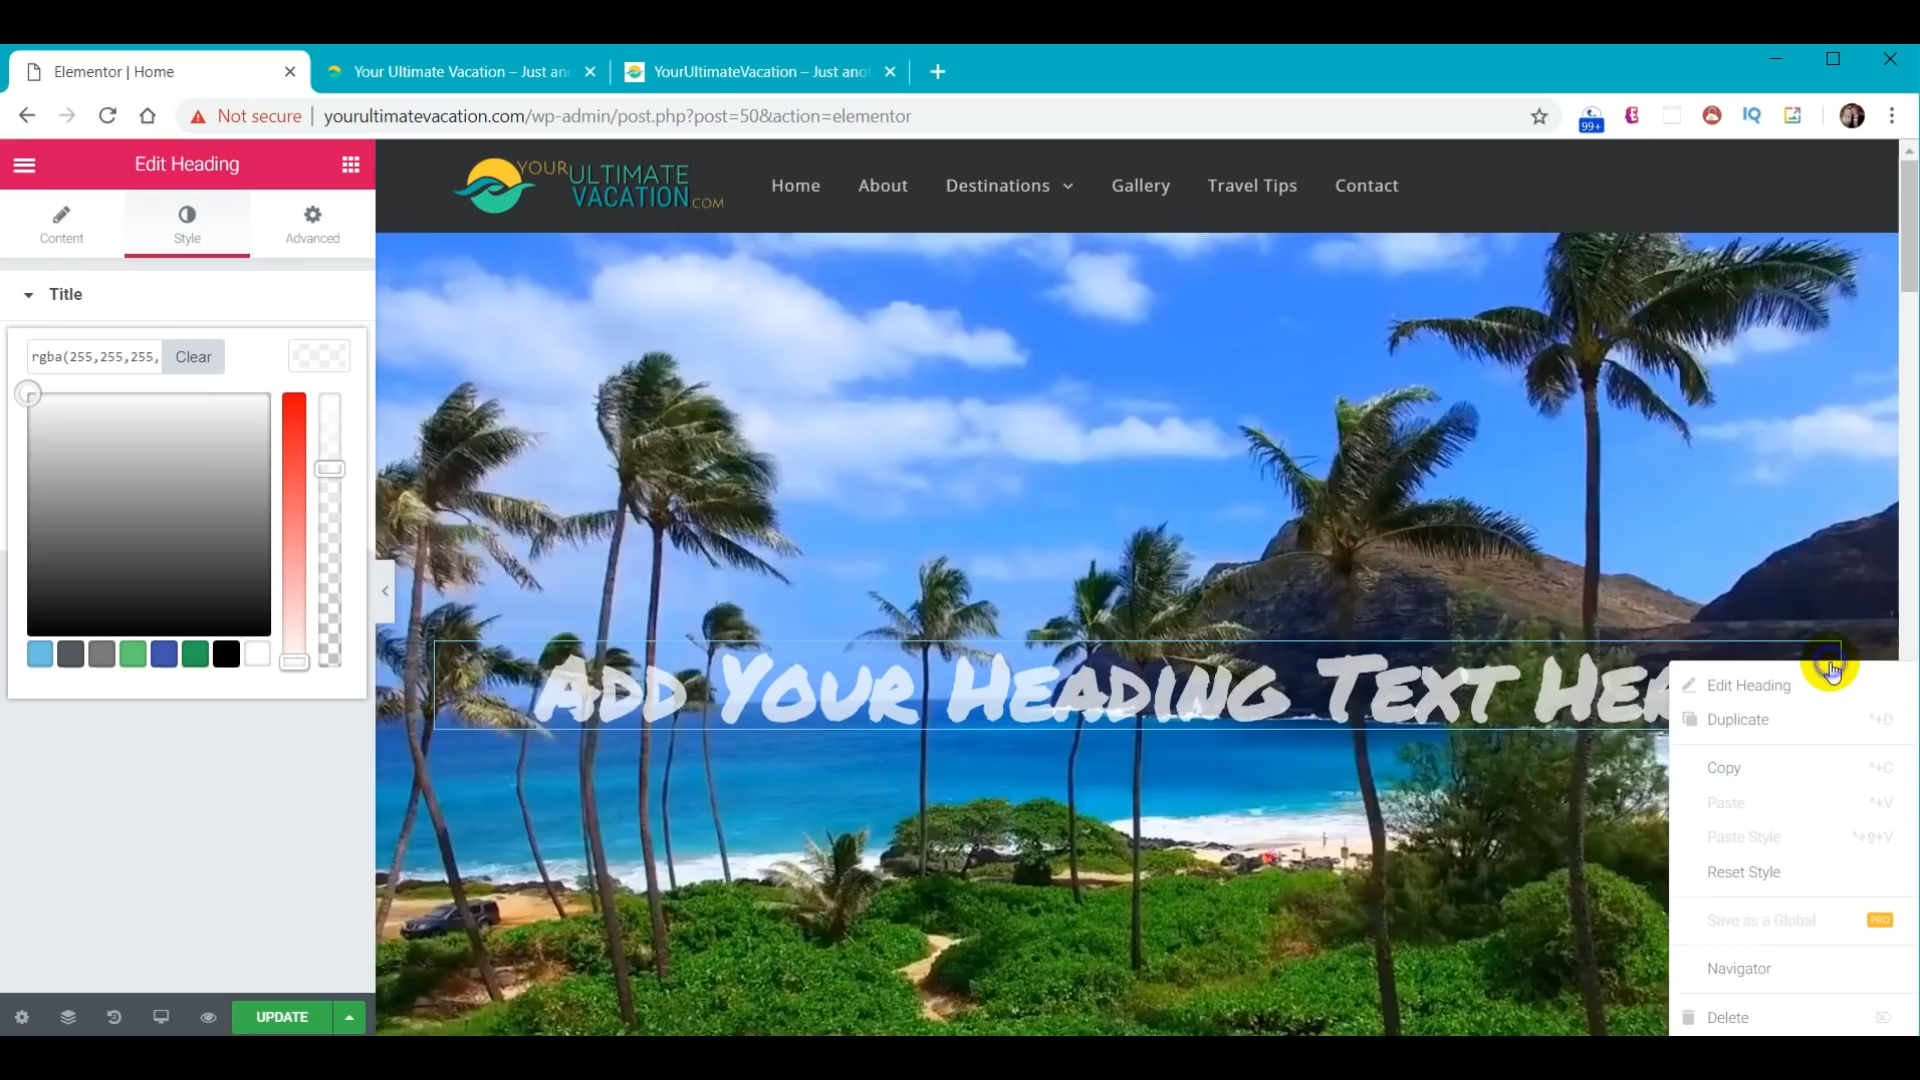 Elementor | Home
Your Ultimate Vacation – Just an
YourUltimateVacation – Just anot
Not secure
yourultimatevacation.com/wp-admin/post.php?post=50&action=elementor
99+
IQ
Edit Heading
YOUR ULTIMATE VACATION.COM
Home
About
Destinations
Gallery
Travel Tips
Contact
Content
Style
Advanced
Title
rgba(255,255,255,
Clear
Add Your Heading Text Her
Edit Heading
Duplicate ^+D
Copy ^+C
Paste ^+V
Paste Style ^+⇧+V
Reset Style
Save as a Global PRO
Navigator
Delete
UPDATE